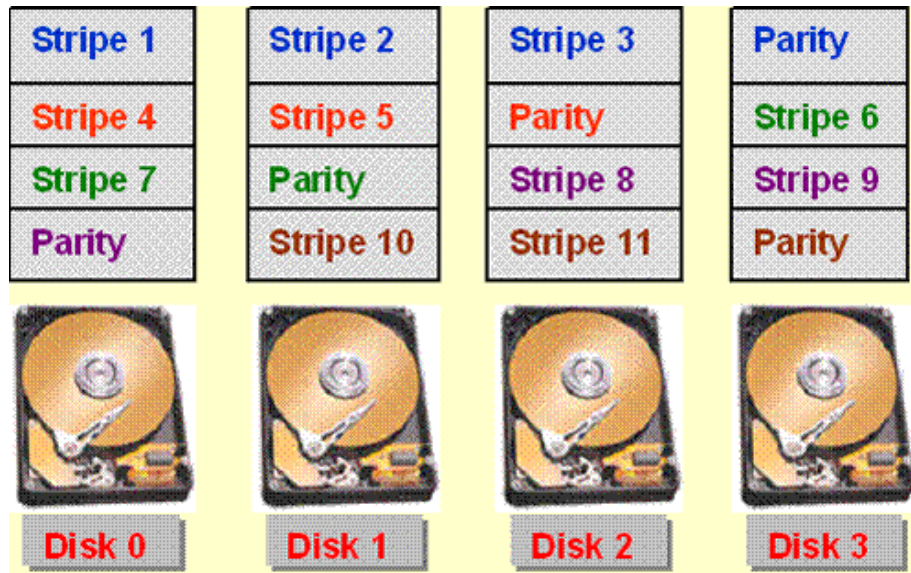 Stripe 1 Stripe 2 Stripe 3 Parity
Stripe 4 Stripe 5 Parity Stripe 6
Stripe 7 Parity Stripe 8 Stripe 9
Parity Stripe 10 Stripe 11 Parity
Disk 0 Disk 1 Disk 2 Disk 3